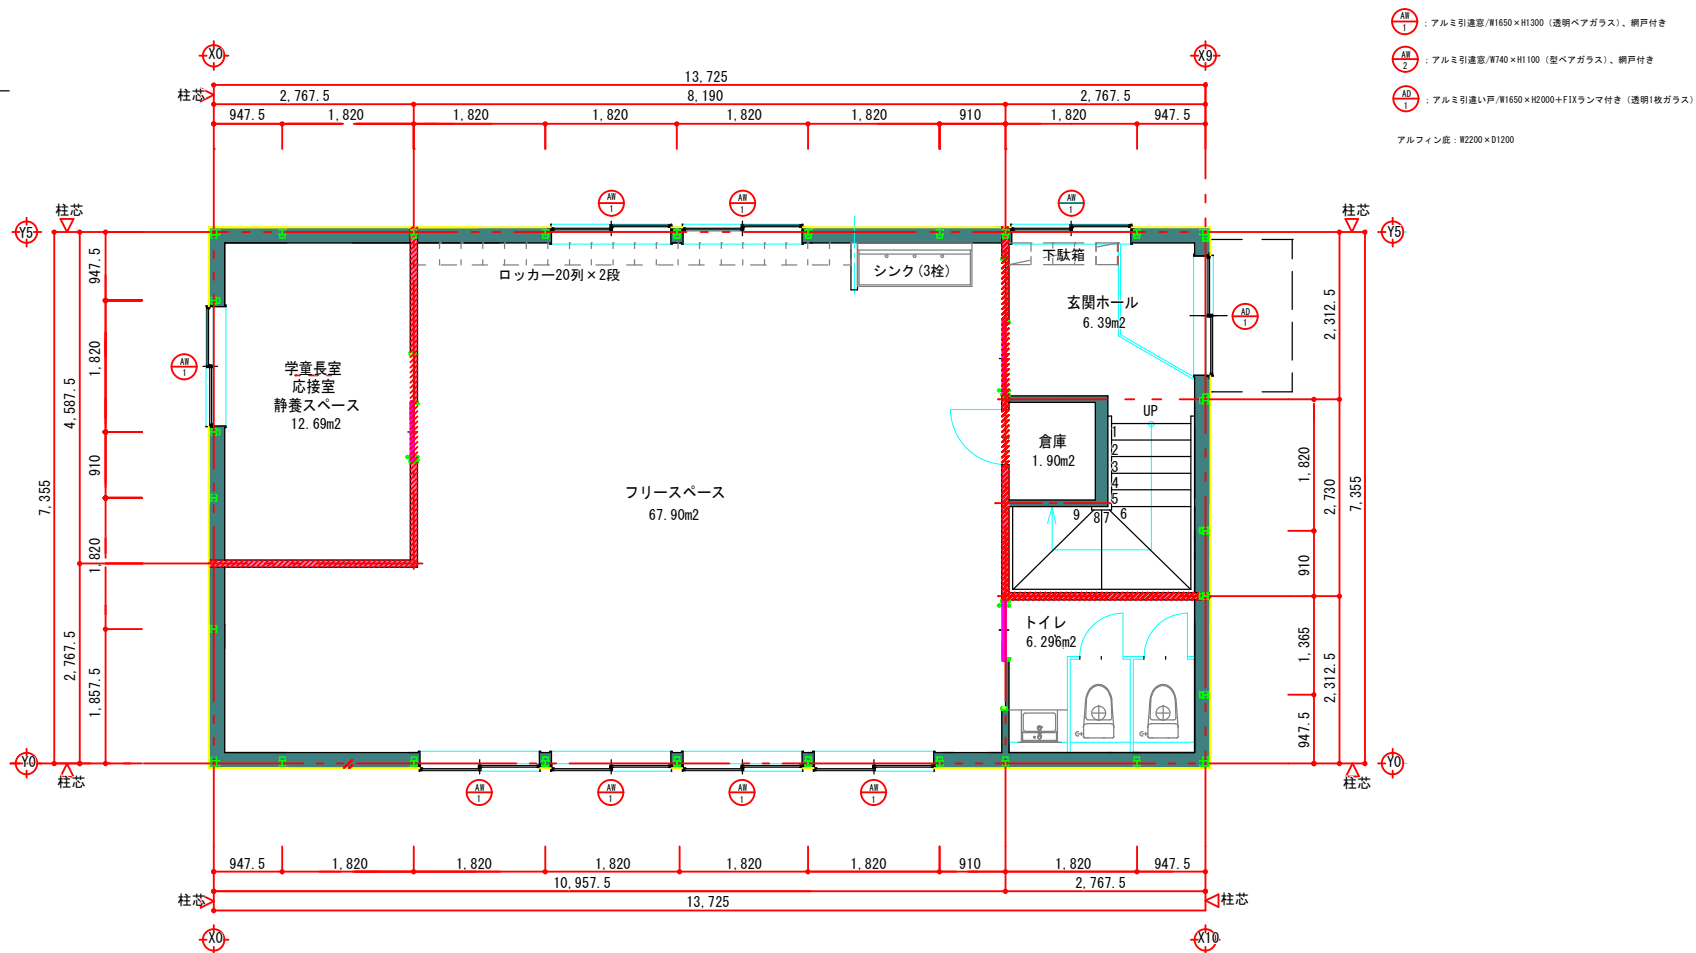 AW
1
: アルミ引違窓/W1650×H1300 (透明ペアガラス)、網戸付き
AW
2
: アルミ引違窓/W740×H1100 (型ペアガラス)、網戸付き
AD
1
: アルミ引違い戸/W1650×H2000+FIXランマ付き (透明1枚ガラス)
アルフィン庇 : W2200×D1200
X0
X9
13,725
柱芯
2,767.5
8,190
2,767.5
947.5
1,820
1,820
1,820
1,820
1,820
910
1,820
947.5
AW
1
AW
1
AW
1
柱芯
柱芯
Y5
Y5
947.5
1,820
910
1,820
1,857.5
4,587.5
2,767.5
7,355
ロッカー20列×2段
シンク(3栓)
下駄箱
玄関ホール
6.39m2
AD
1
AW
1
学童長室
応接室
静養スペース
12.69m2
UP
倉庫
1.90m2
1
2
3
4
5
6
7
8
9
フリースペース
67.90m2
トイレ
6.296m2
2,312.5
1,820
2,730
910
7,355
1,365
2,312.5
947.5
Y0
Y0
柱芯
柱芯
AW
1
AW
1
AW
1
AW
1
947.5
1,820
1,820
1,820
1,820
1,820
910
1,820
947.5
10,957.5
2,767.5
柱芯
13,725
柱芯
X0
X10